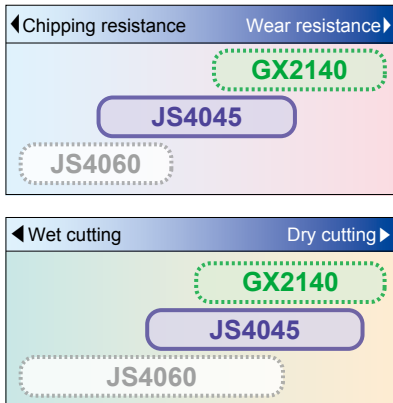 Chipping resistance Wear resistance
GX2140
JS4045
JS4060
Wet cutting Dry cutting
GX2140
JS4045
JS4060